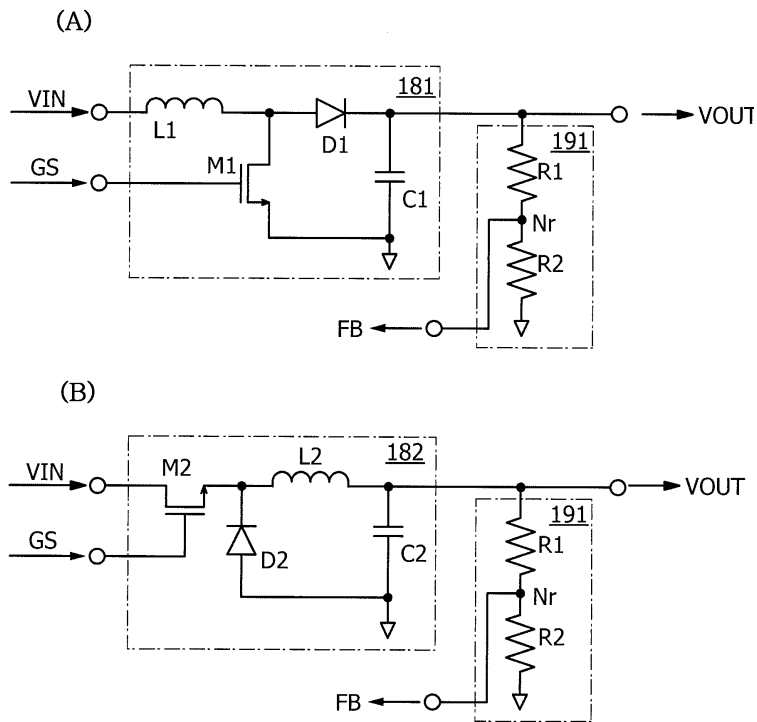 (A)
VIN
L1
D1
181
VOUT
GS
M1
C1
191
R1
Nr
R2
FB
(B)
VIN
M2
L2
182
VOUT
GS
D2
C2
191
R1
Nr
R2
FB